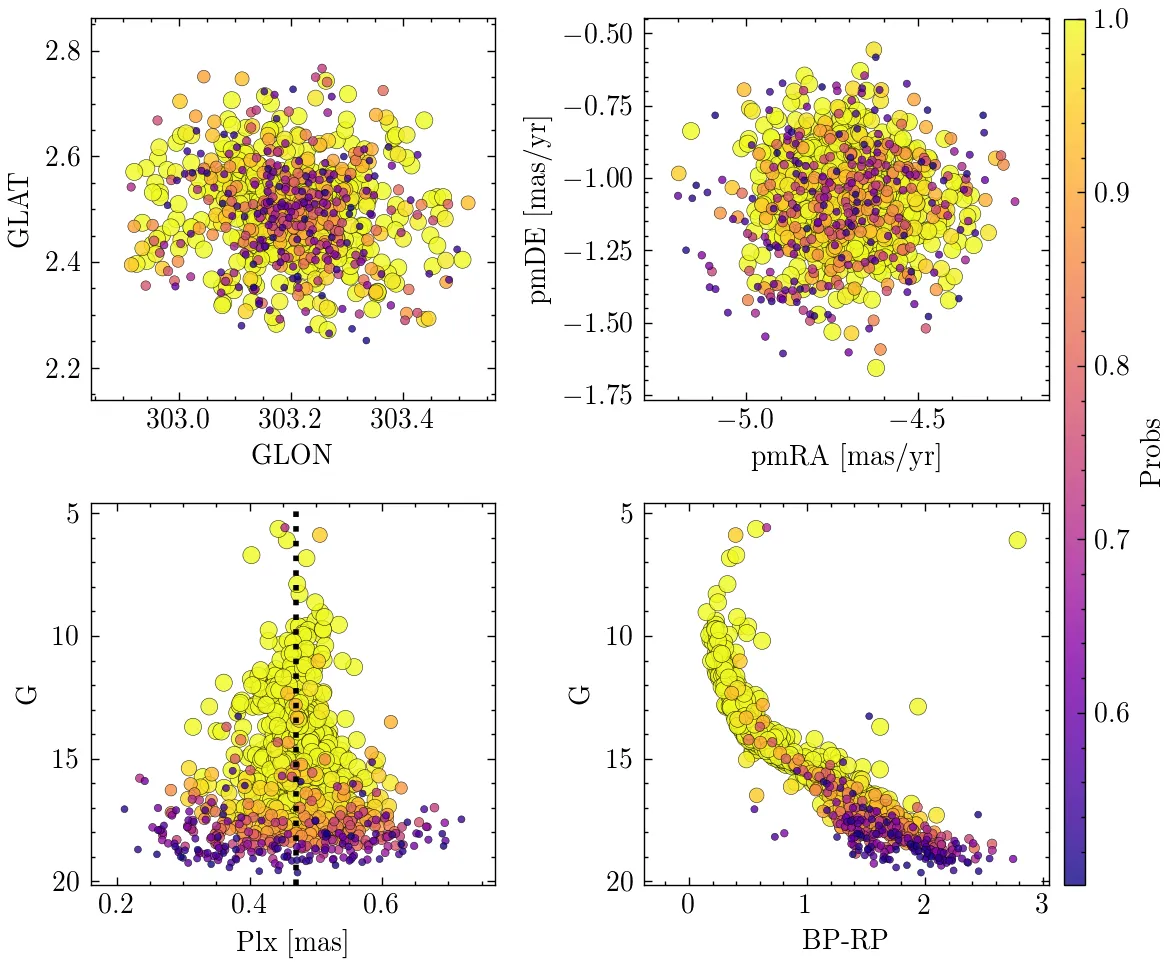 2.8
2.6
2.4
2.2
GLAT
303.0 303.2 303.4
GLON
−0.50
−0.75
−1.00
−1.25
−1.50
−1.75
pmDE [mas/yr]
−5.0 −4.5
pmRA [mas/yr]
1.0
0.9
0.8
0.7
0.6
Probs
5
10
15
20
G
0.2 0.4 0.6
Plx [mas]
5
10
15
20
G
0 1 2 3
BP-RP